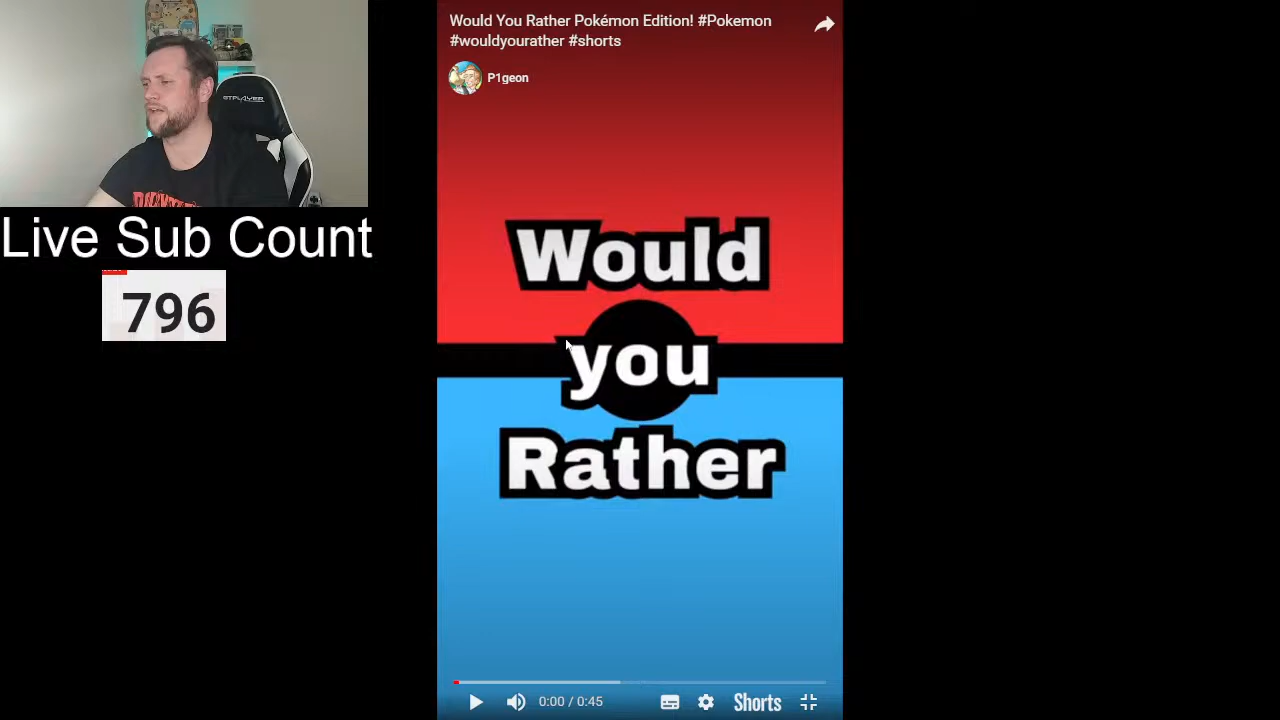 Would You Rather Pokémon Edition! #Pokemon
#wouldyourather #shorts
P1geon
GTPLAYER
Live Sub Count
796
Would
you
Rather
0:00 / 0:45
Shorts